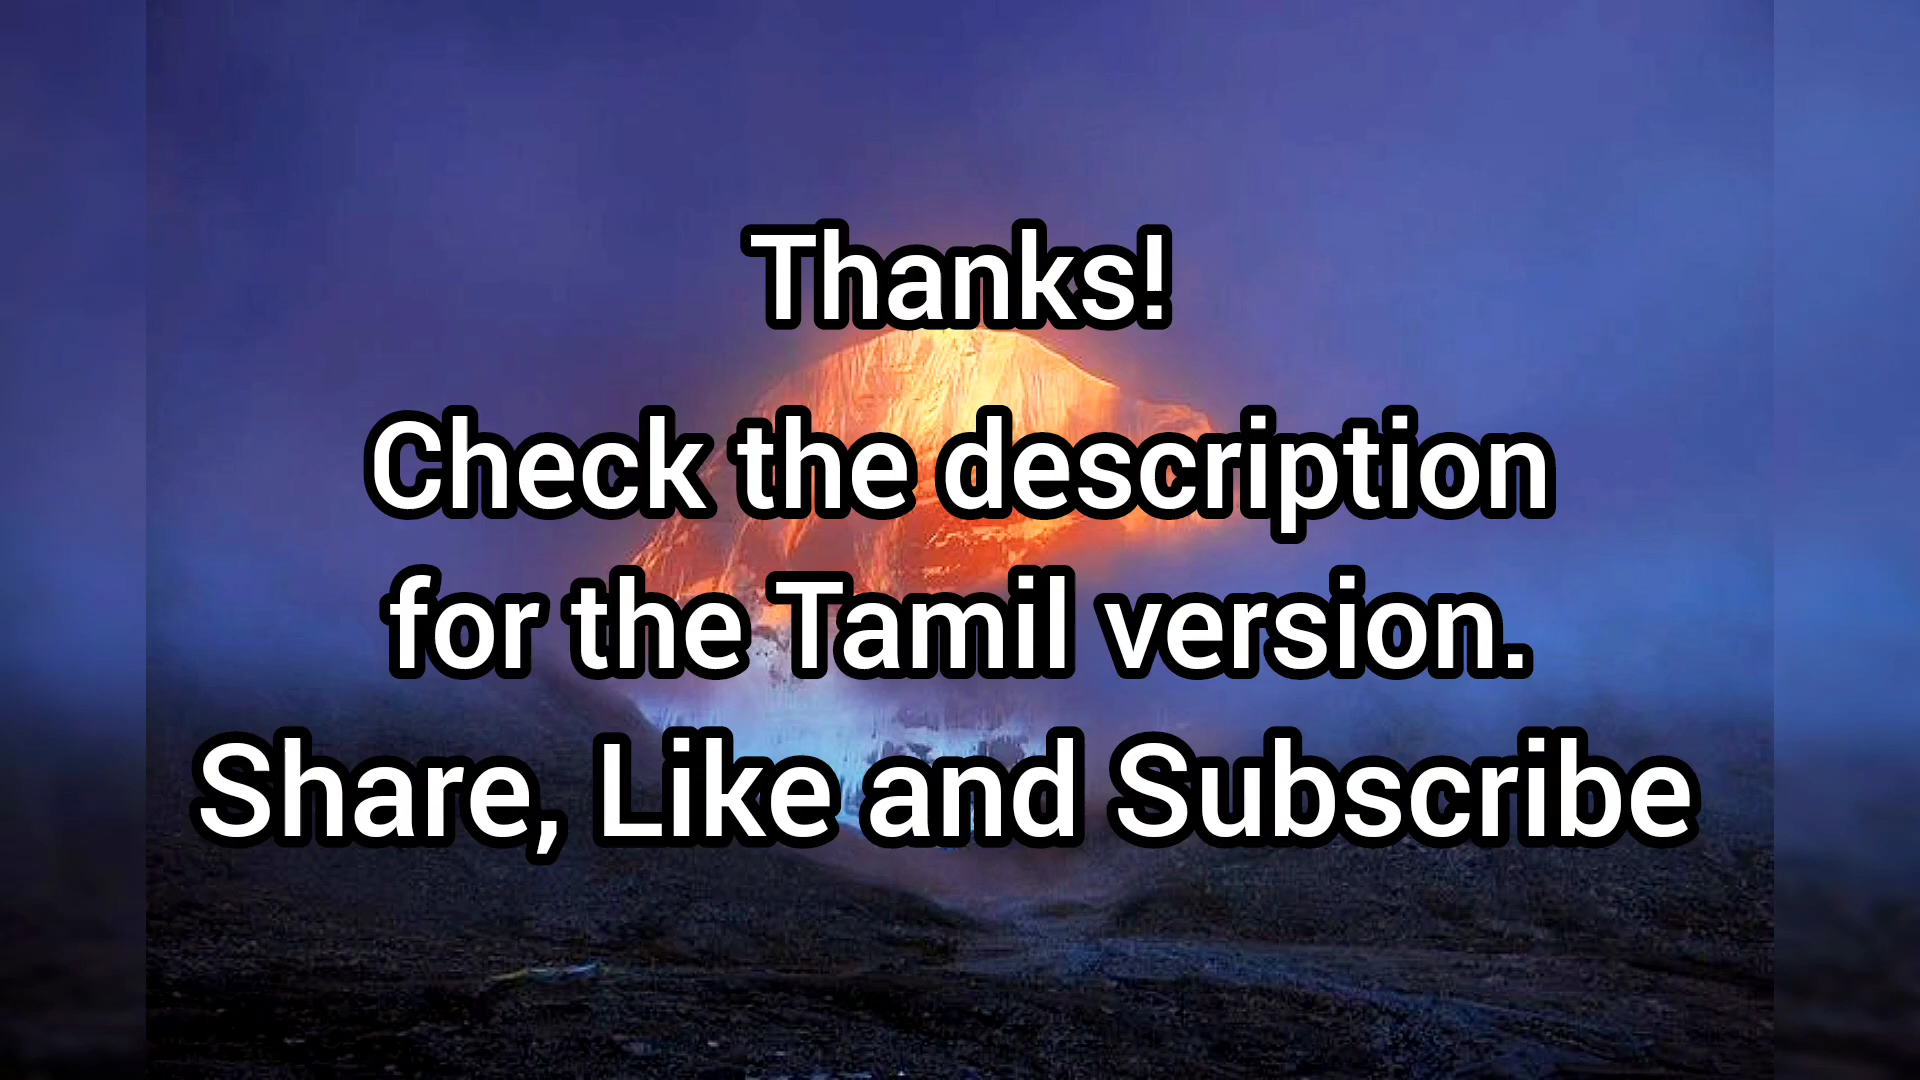 Thanks!
Check the description
for the Tamil version.
Share, Like and Subscribe